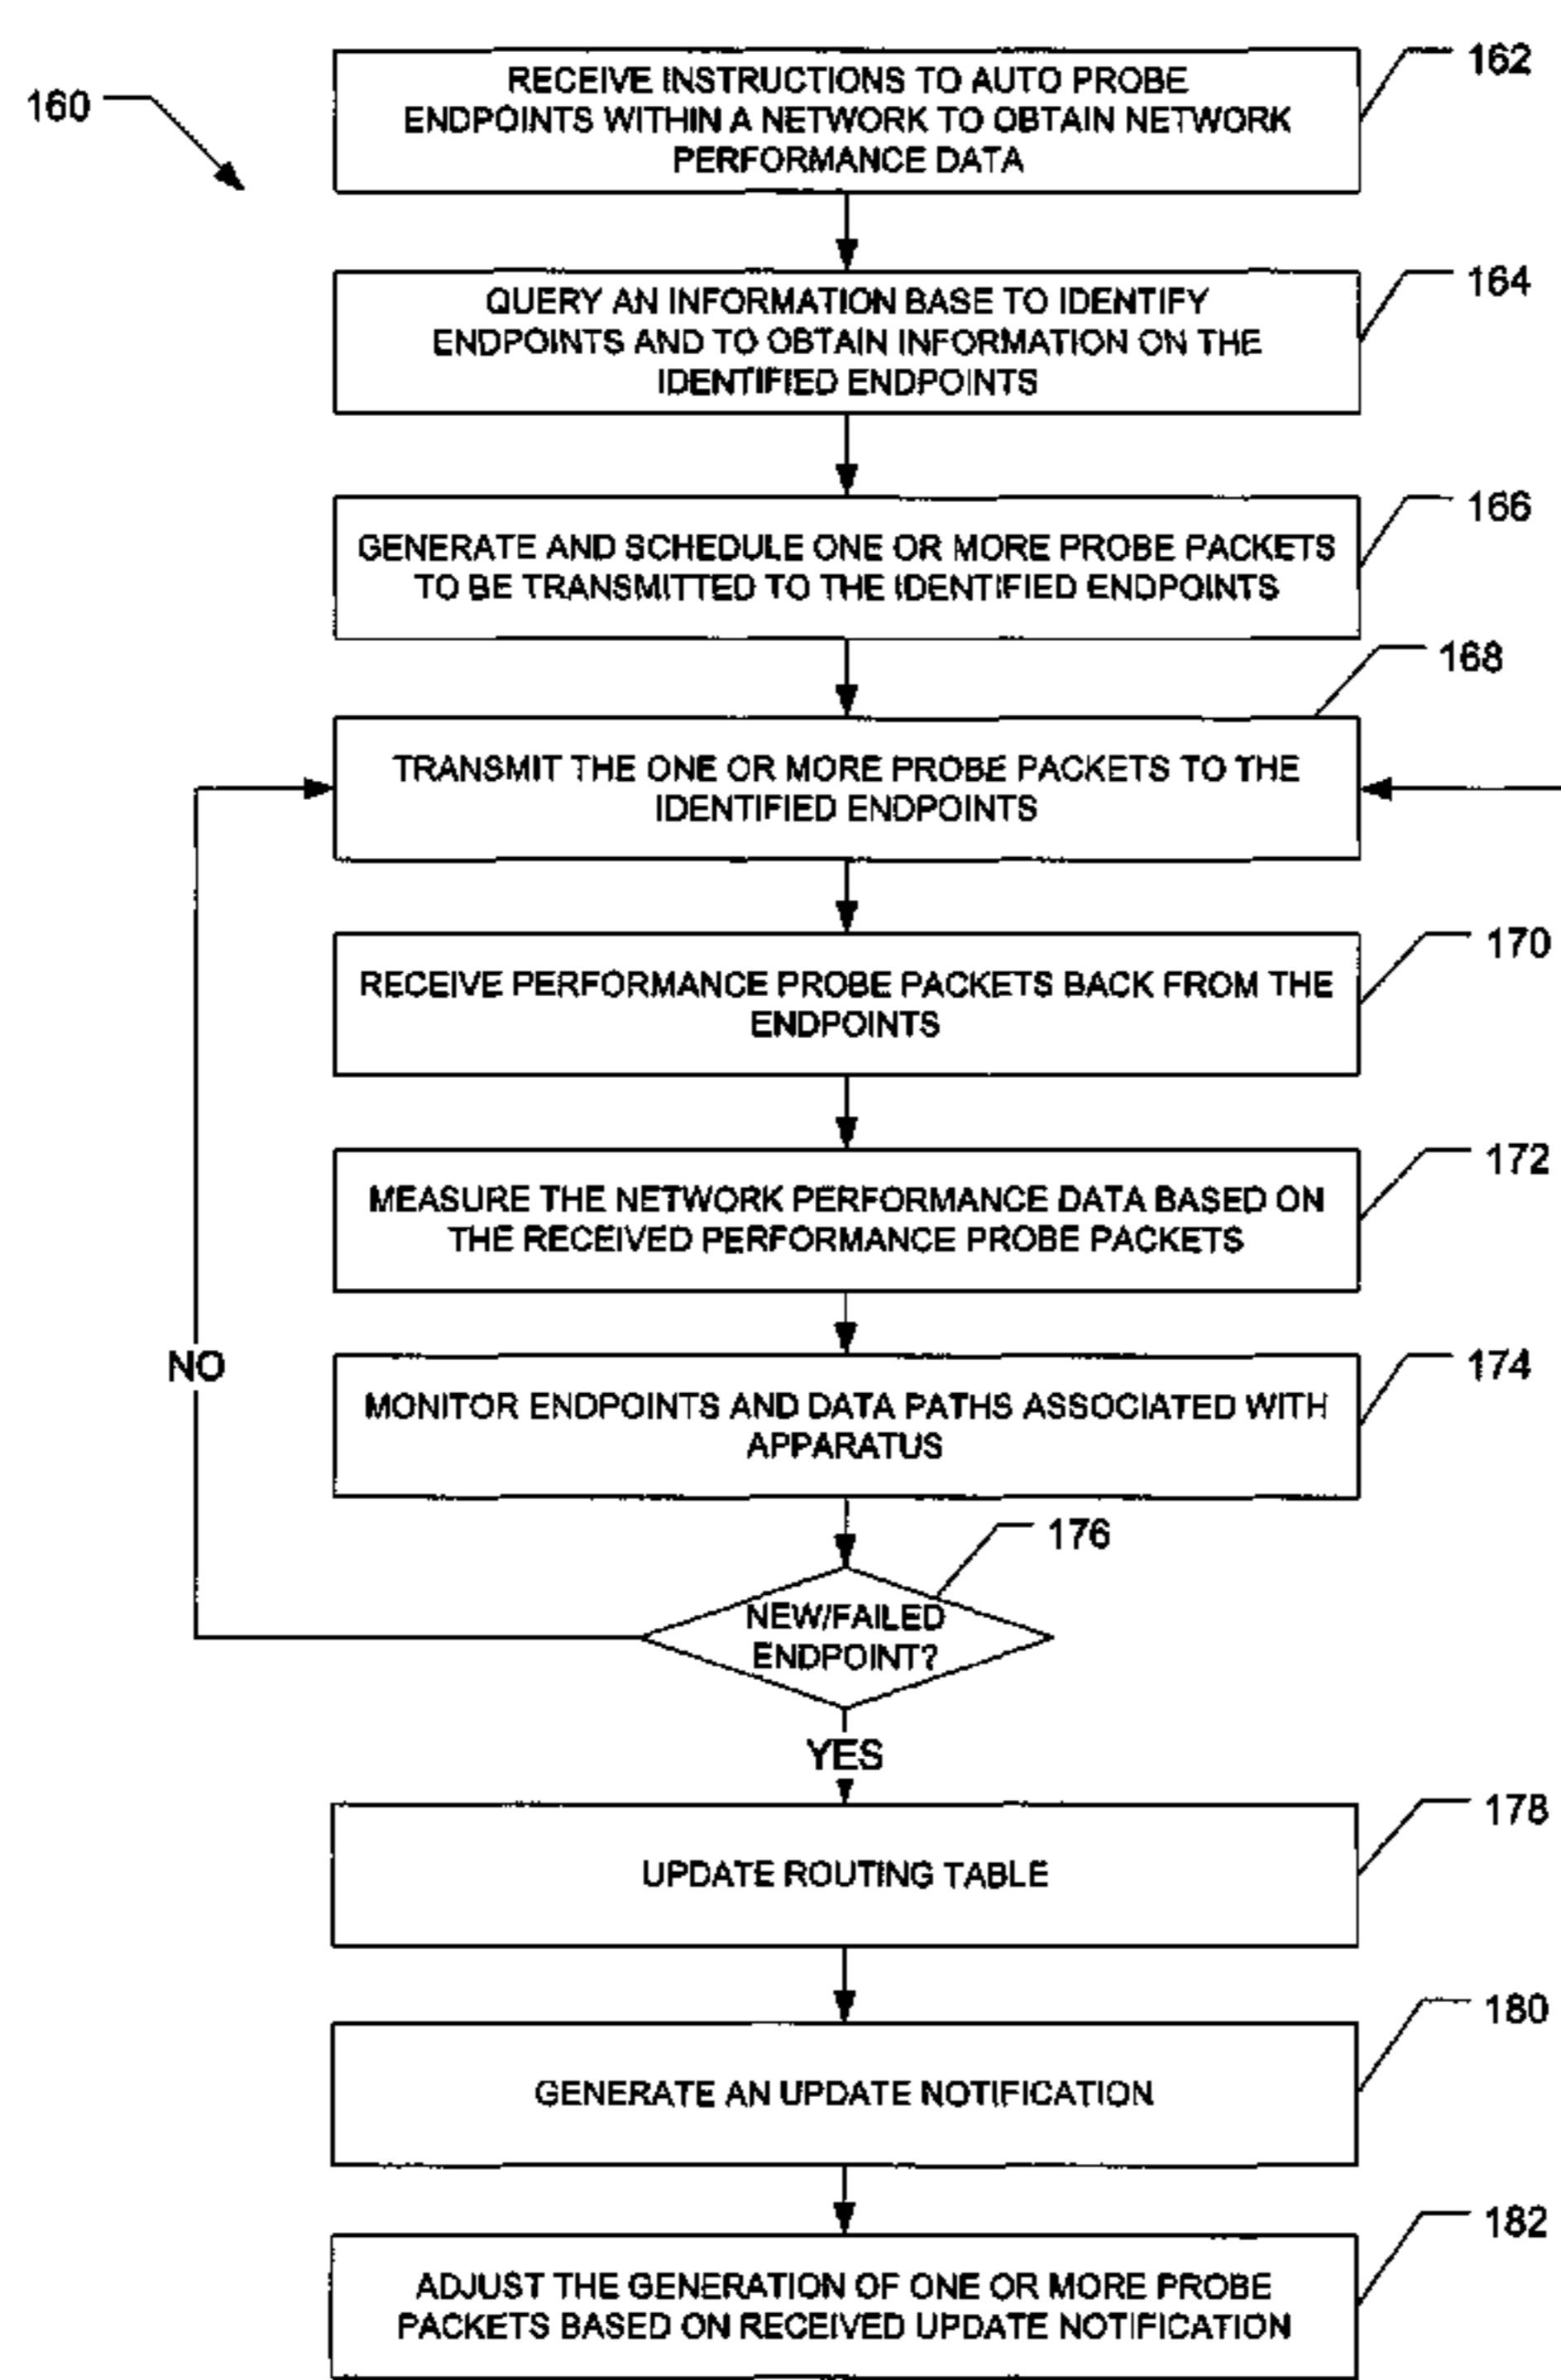 160
162
RECEIVE INSTRUCTIONS TO AUTO PROBE
ENDPOINTS WITHIN A NETWORK TO OBTAIN NETWORK
PERFORMANCE DATA
164
QUERY AN INFORMATION BASE TO IDENTIFY
ENDPOINTS AND TO OBTAIN INFORMATION ON THE
IDENTIFIED ENDPOINTS
166
GENERATE AND SCHEDULE ONE OR MORE PROBE PACKETS
TO BE TRANSMITTED TO THE IDENTIFIED ENDPOINTS
168
TRANSMIT THE ONE OR MORE PROBE PACKETS TO THE
IDENTIFIED ENDPOINTS
170
RECEIVE PERFORMANCE PROBE PACKETS BACK FROM THE
ENDPOINTS
172
MEASURE THE NETWORK PERFORMANCE DATA BASED ON
THE RECEIVED PERFORMANCE PROBE PACKETS
NO
174
MONITOR ENDPOINTS AND DATA PATHS ASSOCIATED WITH
APPARATUS
176
NEW/FAILED
ENDPOINT?
YES
178
UPDATE ROUTING TABLE
180
GENERATE AN UPDATE NOTIFICATION
182
ADJUST THE GENERATION OF ONE OR MORE PROBE
PACKETS BASED ON RECEIVED UPDATE NOTIFICATION